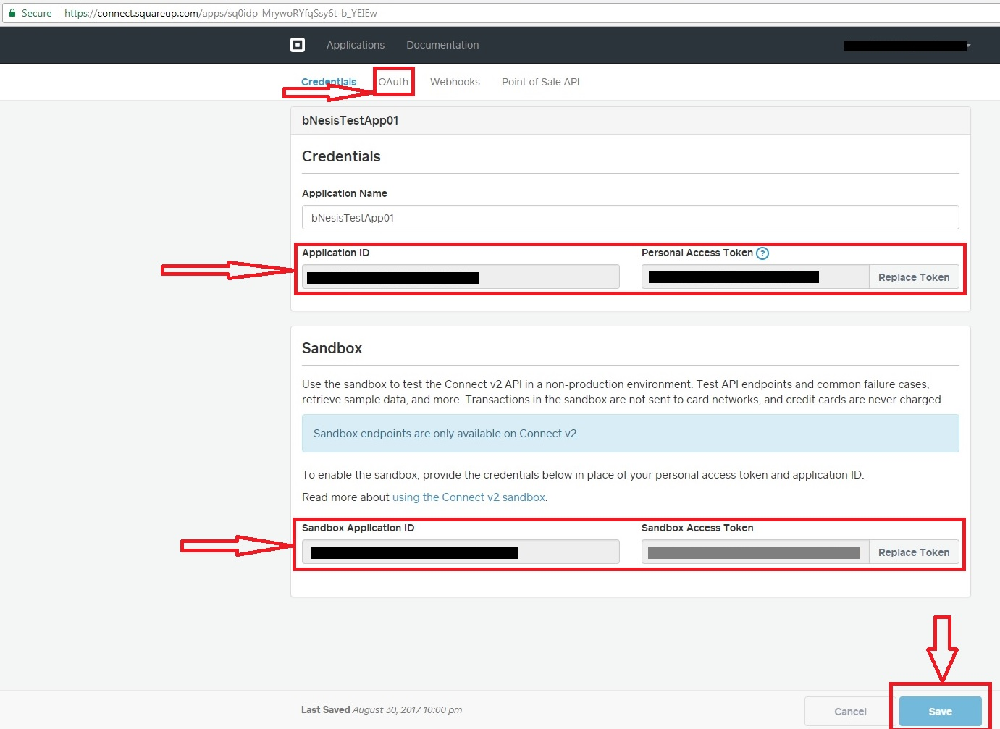 Secure https://connect.squareup.com/apps/sq0idp-MrywoRYfqSsy6t-b_YEIEw
Applications Documentation
Credentials OAuth Webhooks Point of Sale API
bNesisTestApp01
Credentials
Application Name
bNesisTestApp01
Application ID Personal Access Token ?
Replace Token
Sandbox
Use the sandbox to test the Connect v2 API in a non-production environment. Test API endpoints and common failure cases,
retrieve sample data, and more. Transactions in the sandbox are not sent to card networks, and credit cards are never charged.
Sandbox endpoints are only available on Connect v2.
To enable the sandbox, provide the credentials below in place of your personal access token and application ID.
Read more about using the Connect v2 sandbox.
Sandbox Application ID Sandbox Access Token
Replace Token
Last Saved August 30, 2017 10:00 pm Cancel Save